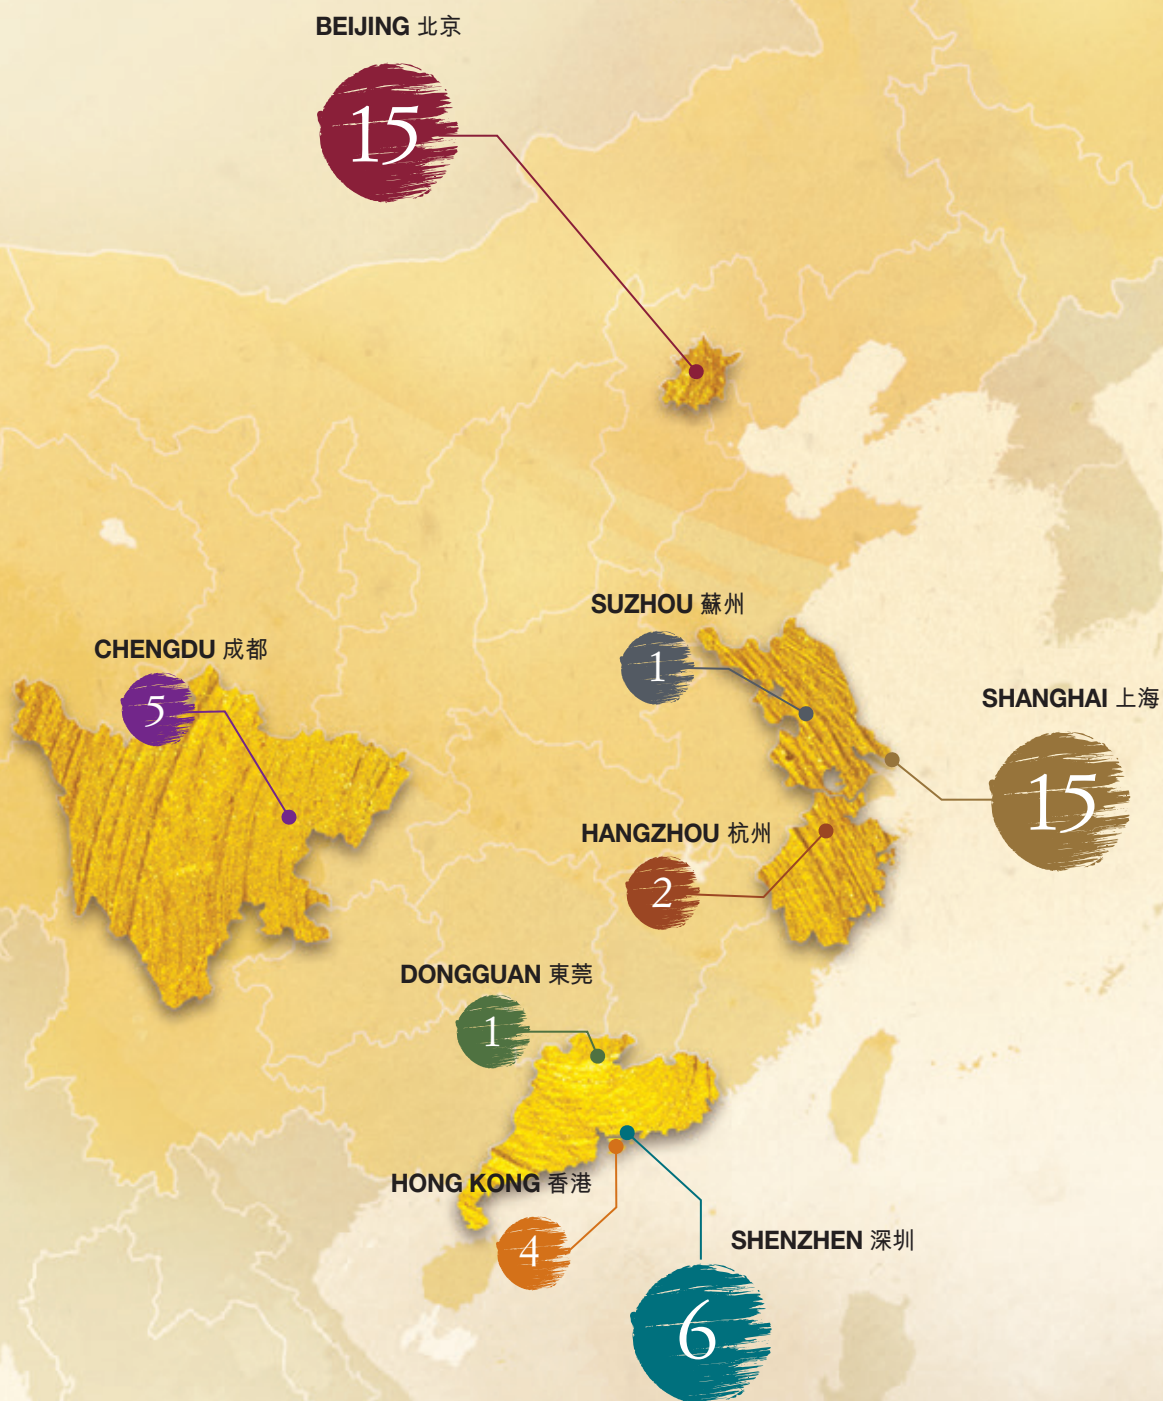 BEIJING 北京
15
SUZHOU 蘇州
1
CHENGDU 成都
5
SHANGHAI 上海
15
HANGZHOU 杭州
2
DONGGUAN 東莞
1
HONG KONG 香港
4
SHENZHEN 深圳
6